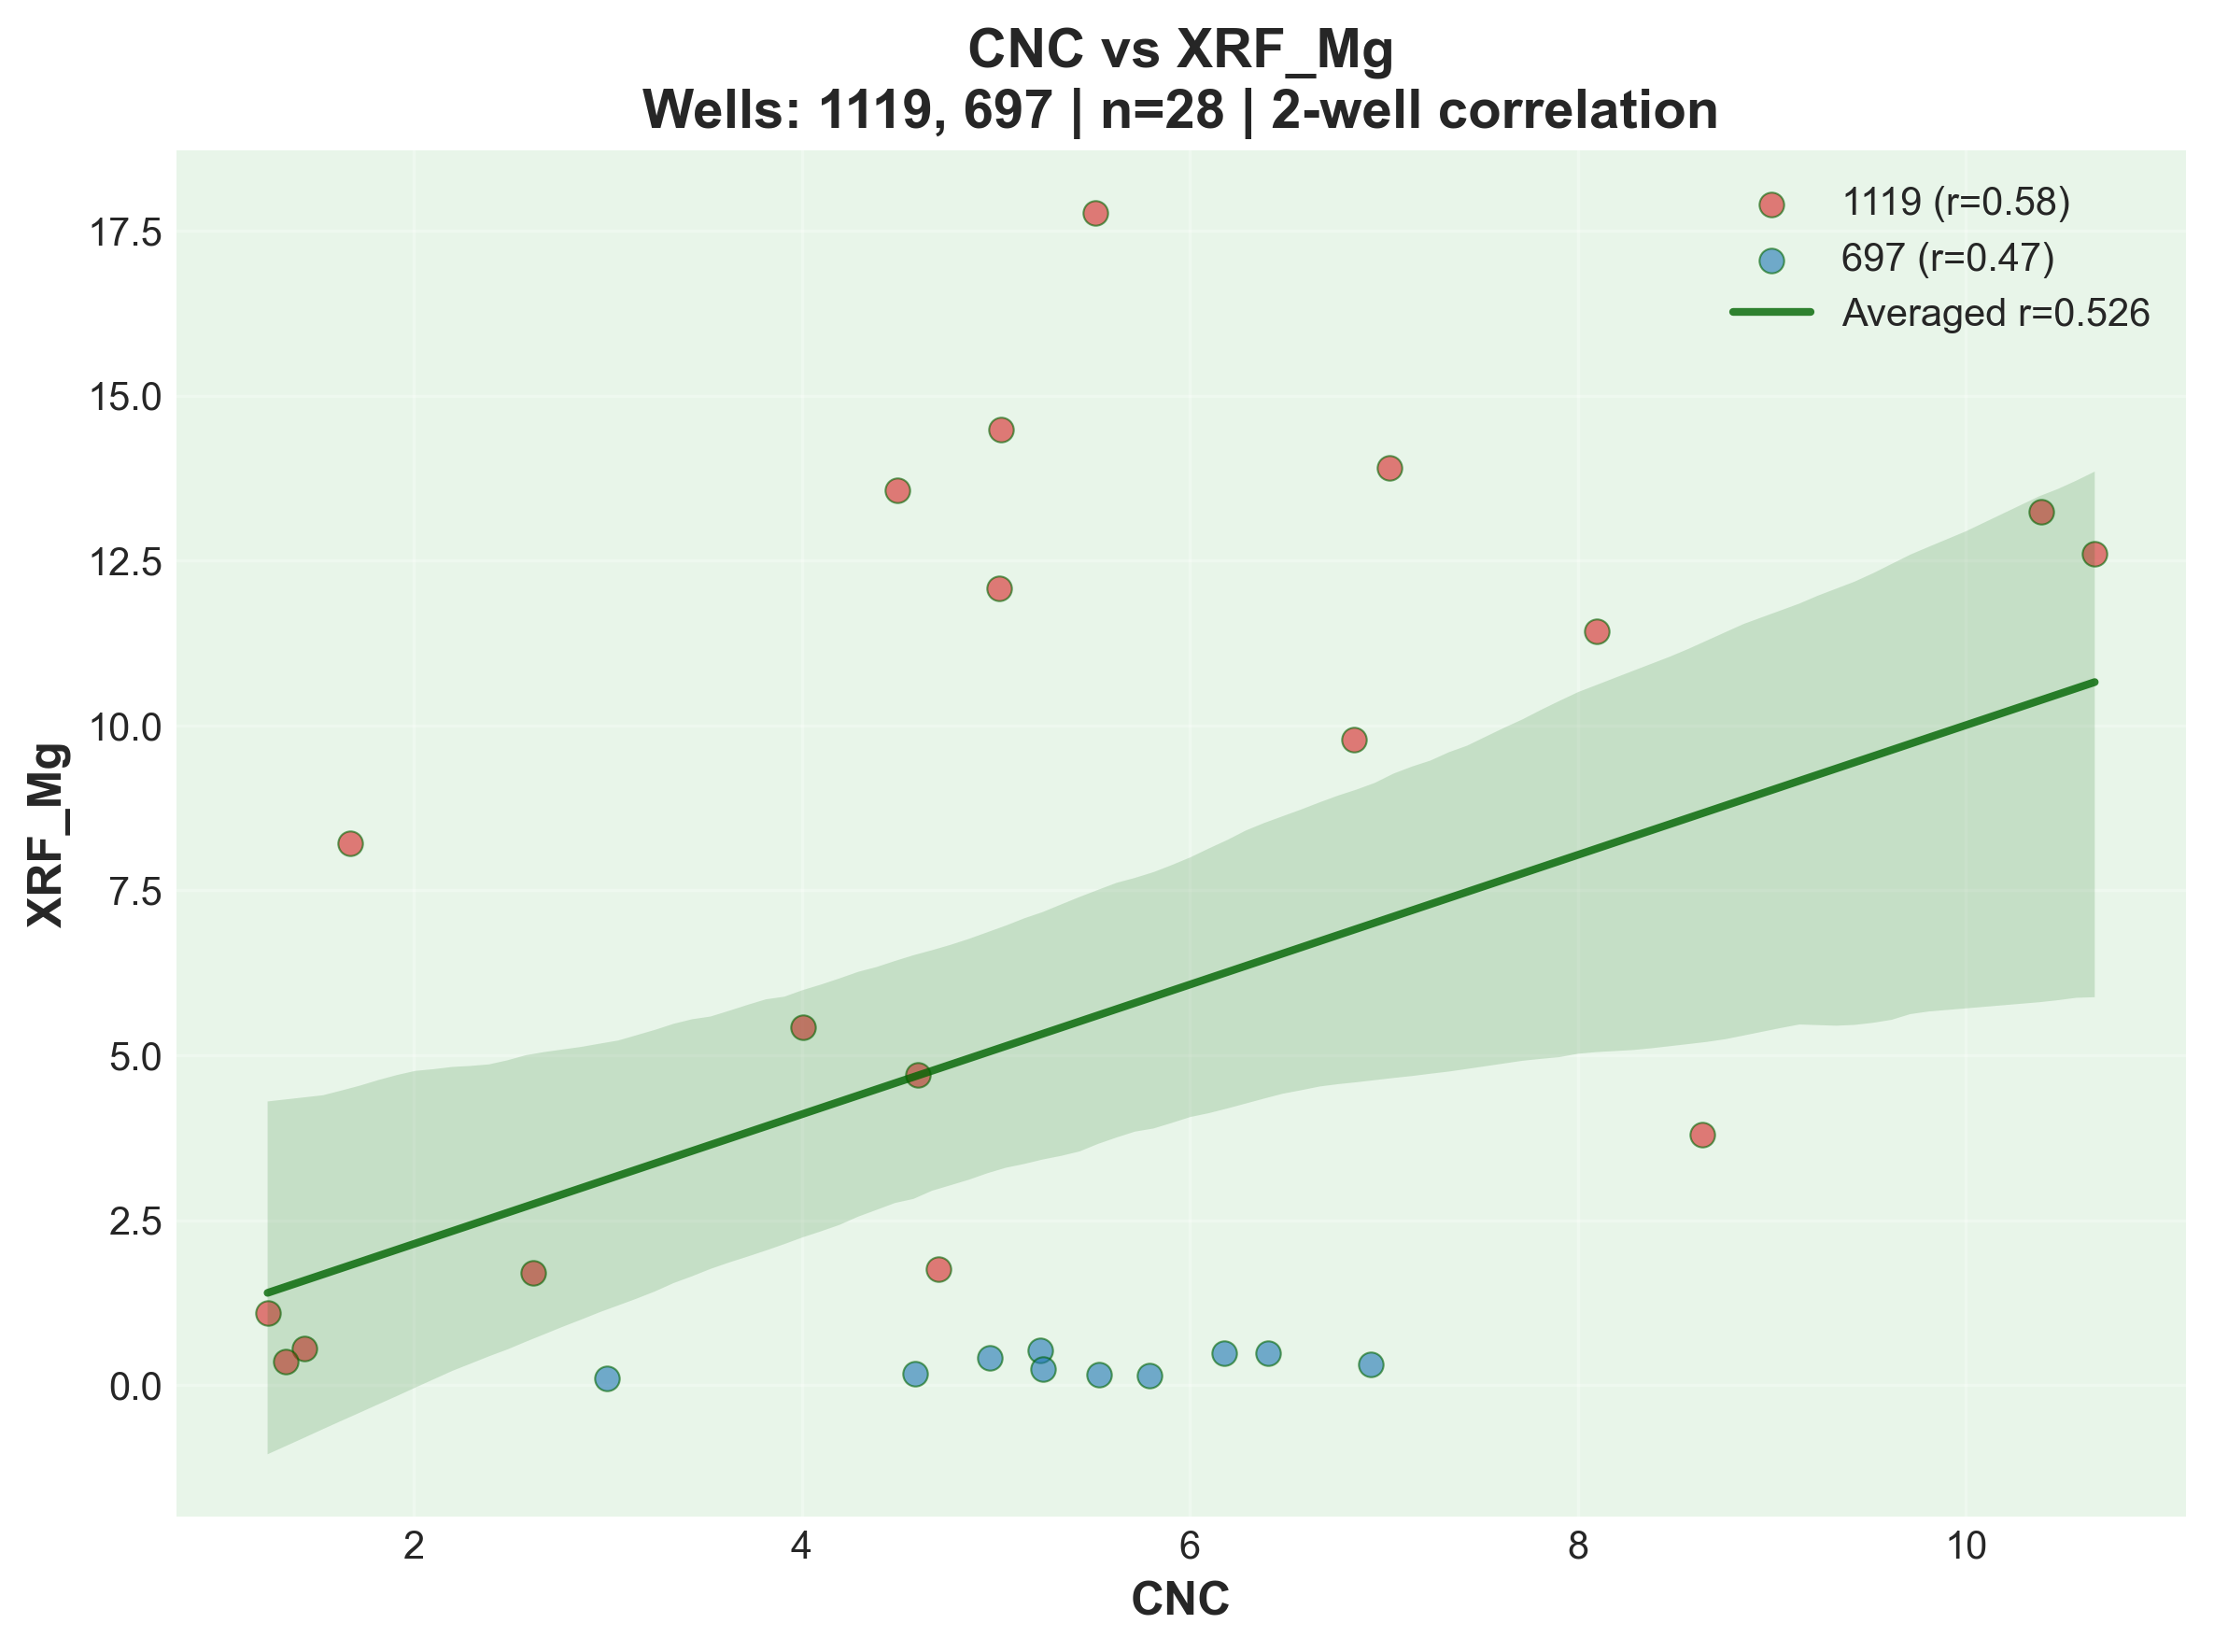 CNC vs XRF_Mg
Wells: 1119, 697 | n=28 | 2-well correlation
1119 (r=0.58)
697 (r=0.47)
Averaged r=0.526
17.5
15.0
12.5
10.0
7.5
5.0
2.5
0.0
XRF_Mg
2 4 6 8 10
CNC